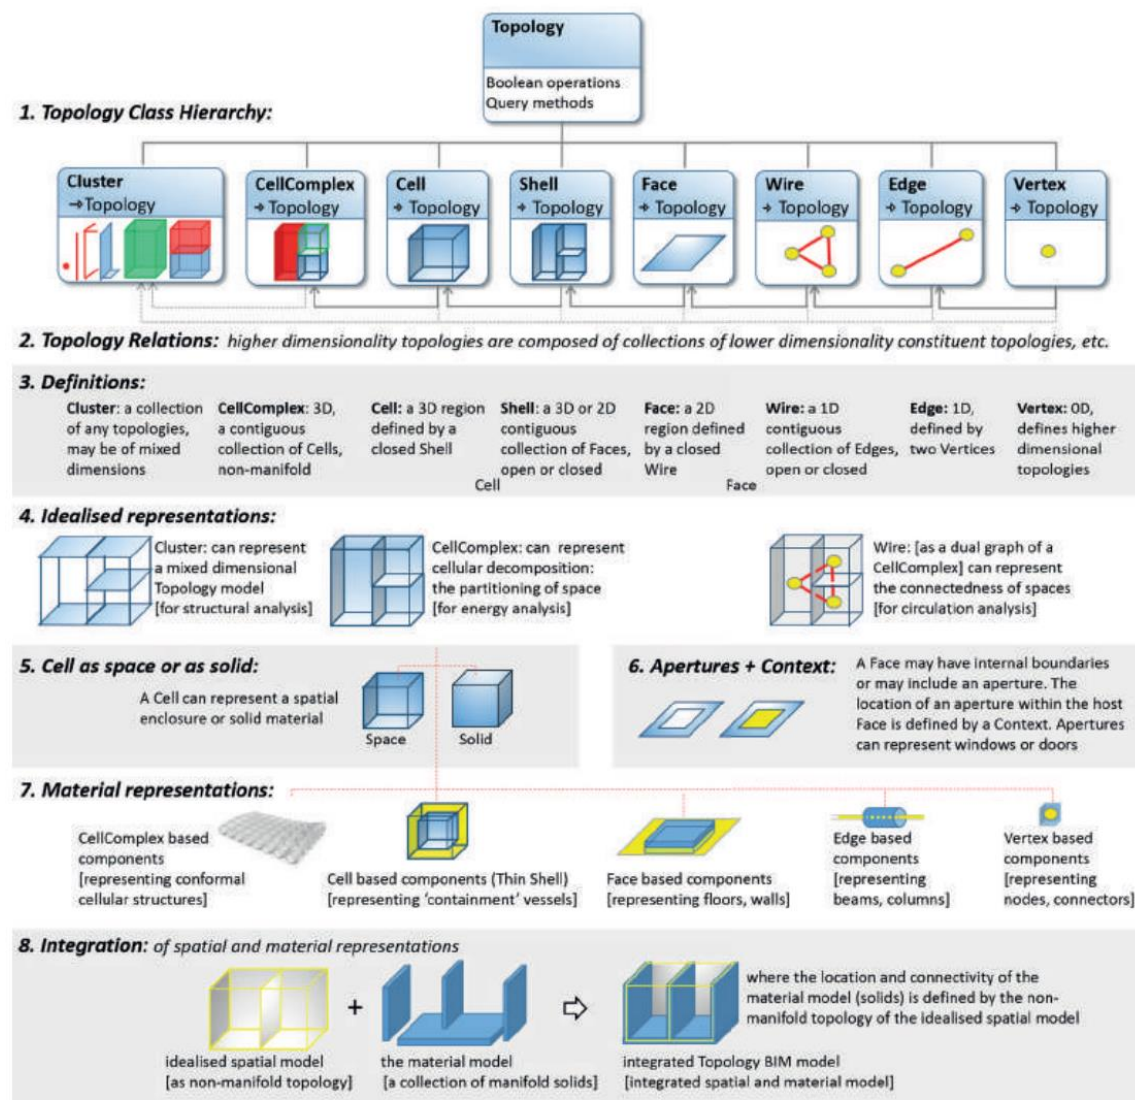 Topology
Boolean operations
Query methods
1. Topology Class Hierarchy:
Cluster
→Topology
CellComplex
→ Topology
Cell
→ Topology
Shell
→ Topology
Face
→ Topology
Wire
→ Topology
Edge
→ Topology
Vertex
→ Topology
2. Topology Relations: higher dimensionality topologies are composed of collections of lower dimensionality constituent topologies, etc.
3. Definitions:
Cluster: a collection
of any topologies,
may be of mixed
dimensions
CellComplex: 3D,
a contiguous
collection of Cells,
non-manifold
Cell: a 3D region
defined by a
closed Shell
Shell: a 3D or 2D
contiguous
collection of Faces,
open or closed
Face: a 2D
region defined
by a closed
Wire
Wire: a 1D
contiguous
collection of Edges,
open or closed
Edge: 1D,
defined by
two Vertices
Vertex: 0D,
defines higher
dimensional
topologies
Cell
Face
4. Idealised representations:
Cluster: can represent
a mixed dimensional
Topology model
[for structural analysis]
CellComplex: can represent
cellular decomposition:
the partitioning of space
[for energy analysis]
Wire: [as a dual graph of a
CellComplex] can represent
the connectedness of spaces
[for circulation analysis]
5. Cell as space or as solid:
A Cell can represent a spatial
enclosure or solid material
Space
Solid
6. Apertures + Context:
A Face may have internal boundaries
or may include an aperture. The
location of an aperture within the host
Face is defined by a Context. Apertures
can represent windows or doors
7. Material representations:
CellComplex based
components
[representing conformal
cellular structures]
Cell based components (Thin Shell)
[representing 'containment' vessels]
Face based components
[representing floors, walls]
Edge based
components
[representing
beams, columns]
Vertex based
components
[representing
nodes, connectors]
8. Integration: of spatial and material representations
+
idealised spatial model
[as non-manifold topology]
the material model
[a collection of manifold solids]
integrated Topology BIM model
[integrated spatial and material model]
where the location and connectivity of the
material model (solids) is defined by the non-
manifold topology of the idealised spatial model